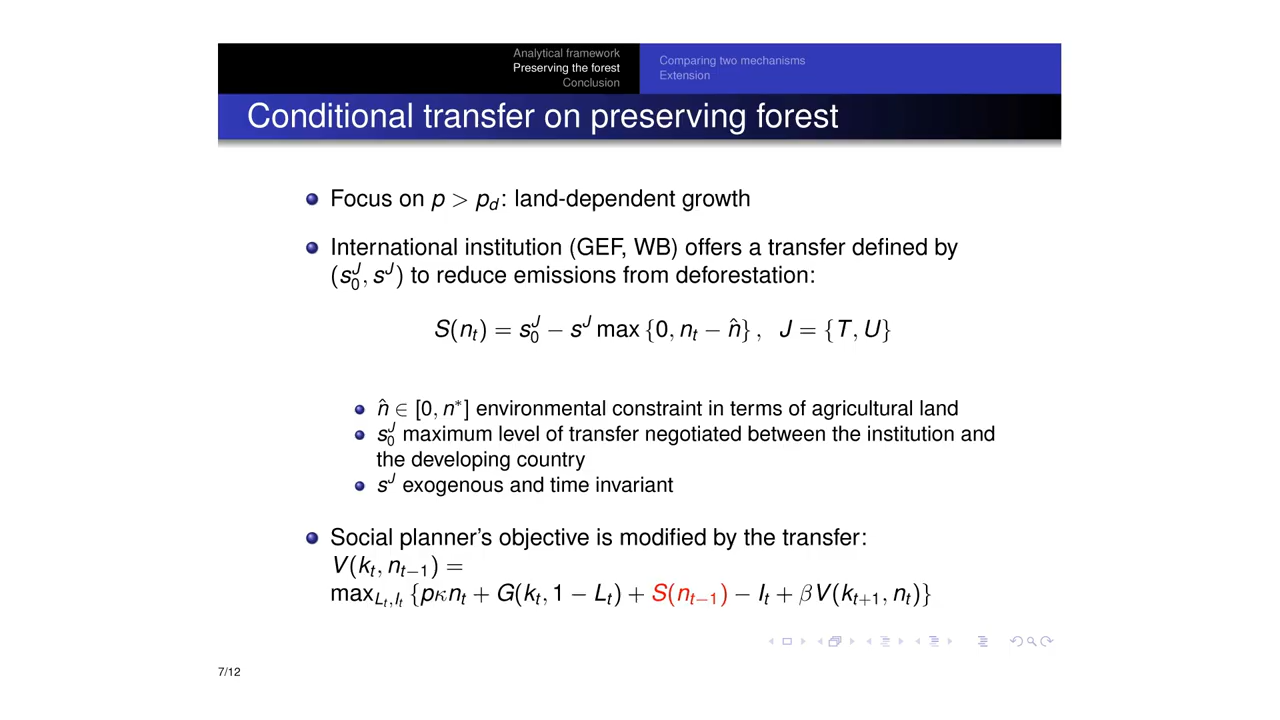 Analytical framework
Preserving the forest
Conclusion
Comparing two mechanisms
Extension
Conditional transfer on preserving forest
Focus on p > p_d: land-dependent growth
International institution (GEF, WB) offers a transfer defined by
(s_0^J, s^J) to reduce emissions from deforestation:
S(n_t) = s_0^J − s^J max {0, n_t − n̂} , J = {T, U}
n̂ ∈ [0, n*] environmental constraint in terms of agricultural land
s_0^J maximum level of transfer negotiated between the institution and
the developing country
s^J exogenous and time invariant
Social planner's objective is modified by the transfer:
V(k_t, n_{t−1}) =
max_{L_t,I_t} {pκn_t + G(k_t, 1 − L_t) + S(n_{t−1}) − I_t + βV(k_{t+1}, n_t)}
7/12